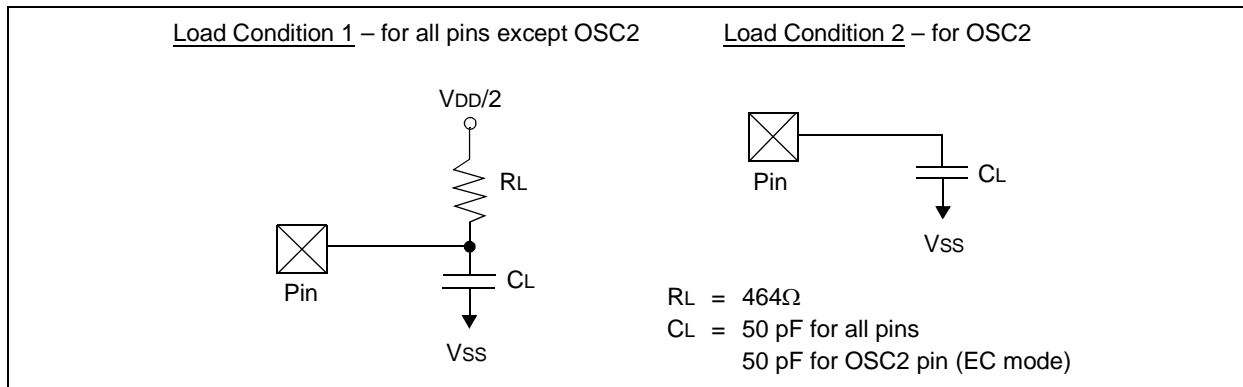 Load Condition 1 – for all pins except OSC2
VDD/2
RL
Pin
CL
VSS
Load Condition 2 – for OSC2
Pin
CL
VSS
RL = 464Ω
CL = 50 pF for all pins
50 pF for OSC2 pin (EC mode)